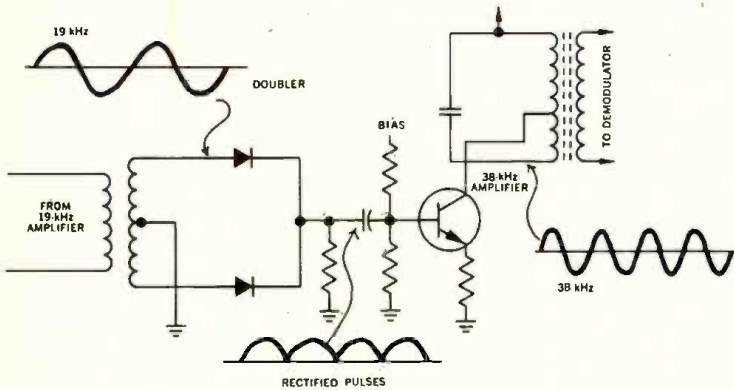 19 kHz
DOUBLER
FROM
19-kHz
AMPLIFIER
BIAS
38-kHz
AMPLIFIER
TO DEMODULATOR
38 kHz
RECTIFIED PULSES